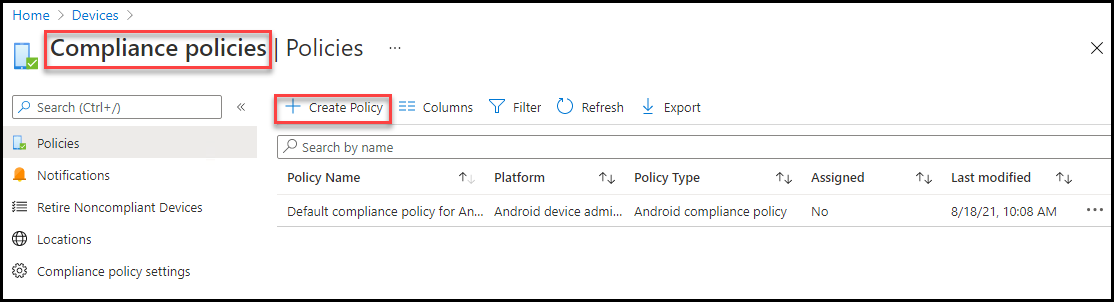 Home > Devices >
Compliance policies | Policies ...
Search (Ctrl+/) «
+ Create Policy Columns Filter Refresh Export
Policies
Search by name
Notifications
Policy Name Platform Policy Type Assigned Last modified
Retire Noncompliant Devices
Default compliance policy for An... Android device admi... Android compliance policy No 8/18/21, 10:08 AM ...
Locations
Compliance policy settings